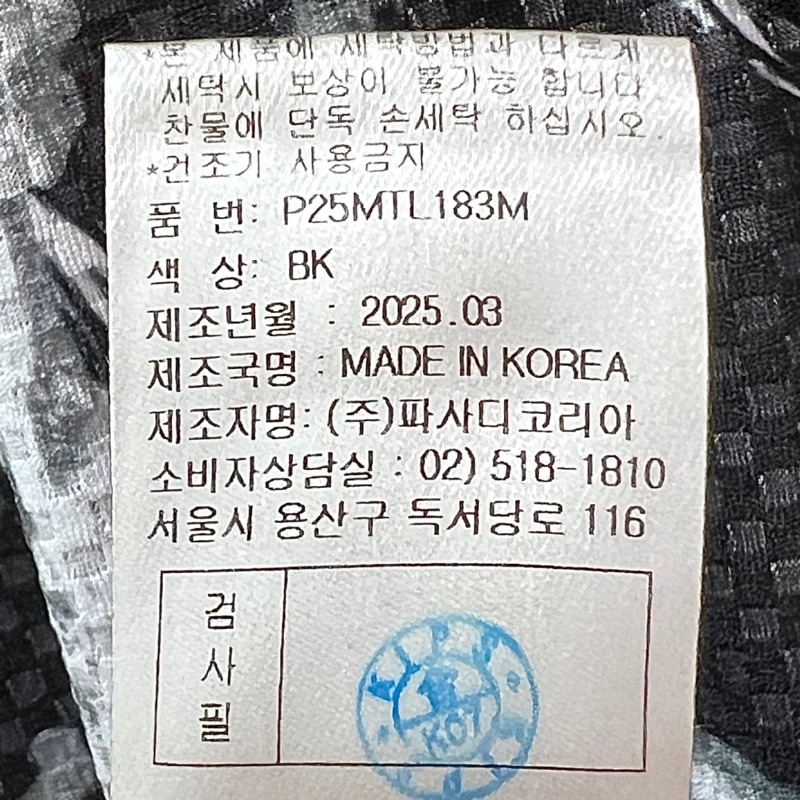 *본 제품에 세탁방법과 다르게
세탁시 보상이 불가능 합니다.
찬물에 단독 손세탁 하십시오.
*건조기 사용금지
품 번: P25MTL183M
색 상: BK
제조년월 : 2025.03
제조국명 : MADE IN KOREA
제조자명: (주)파사디코리아
소비자상담실 : 02) 518-1810
서울시 용산구 독서당로 116
검사필
KOT